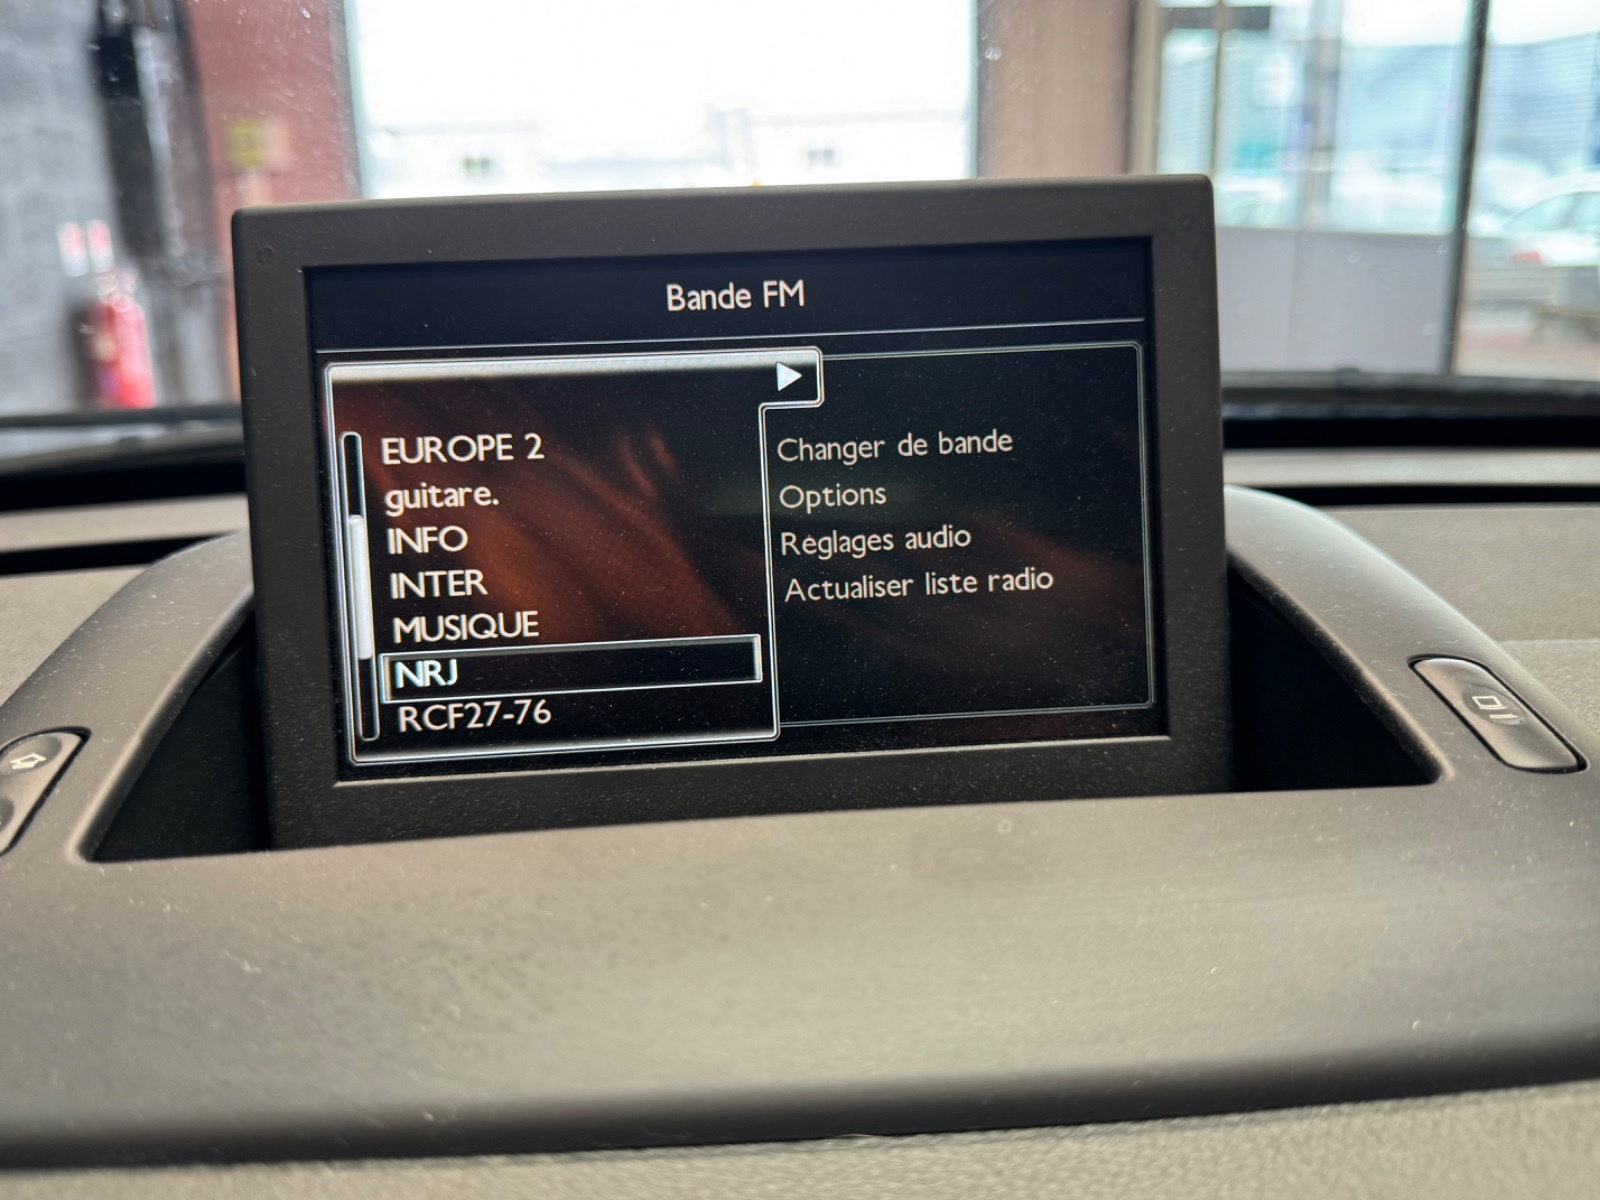 Bande FM
EUROPE 2
guitare.
INFO
INTER
MUSIQUE
NRJ
RCF27-76
Changer de bande
Options
Réglages audio
Actualiser liste radio